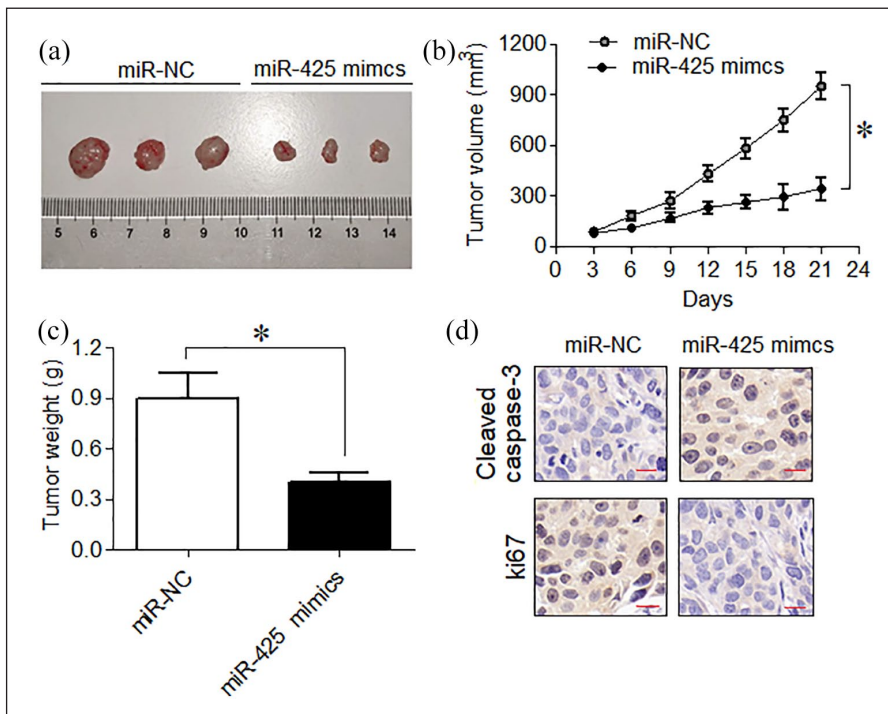 (a)
miR-NC miR-425 mimcs
5 6 7 8 9 10 11 12 13 14
(b)
Tumor volume (mm3)
1200
900
600
300
0
miR-NC
miR-425 mimcs
*
0 3 6 9 12 15 18 21 24
Days
(c)
Tumor weight (g)
1.2
0.9
0.6
0.3
0.0
*
miR-NC
miR-425 mimics
(d)
miR-NC miR-425 mimcs
Cleaved
caspase-3
ki67